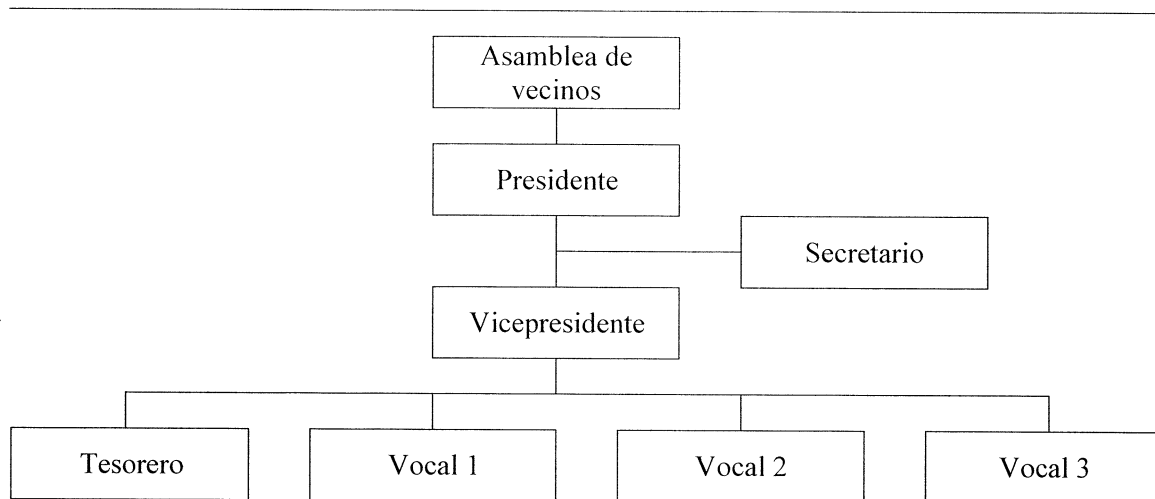 Asamblea de
vecinos
Presidente
Secretario
Vicepresidente
Tesorero
Vocal 1
Vocal 2
Vocal 3